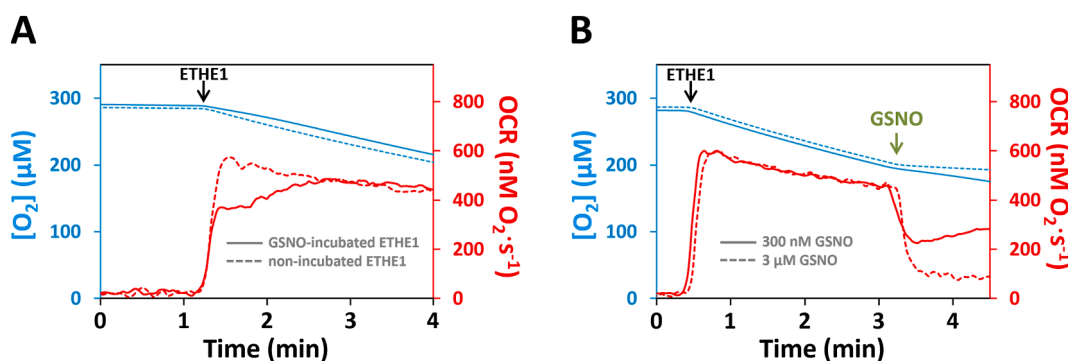 A
ETHE1
300
200
100
0
[O2] (µM)
800
600
400
200
0
OCR (nM O2·s-1)
GSNO-incubated ETHE1
non-incubated ETHE1
0
1
2
3
4
Time (min)
B
ETHE1
GSNO
300
200
100
0
[O2] (µM)
800
600
400
200
0
OCR (nM O2·s-1)
300 nM GSNO
3 µM GSNO
0
1
2
3
4
Time (min)